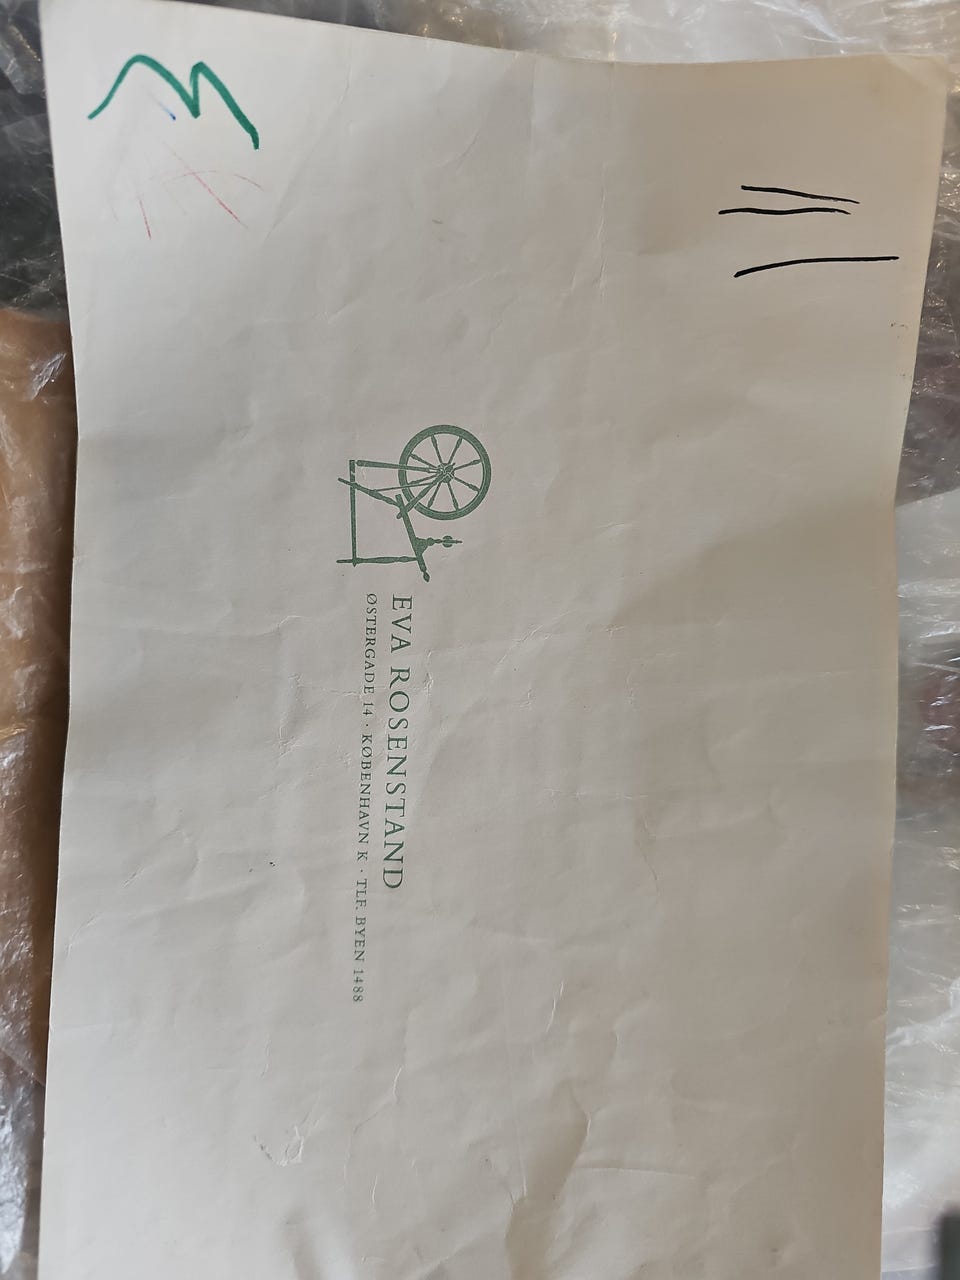 EVA ROSENSTAND
ØSTERGADE 14 · KØBENHAVN K · TLF. BYEN 1488